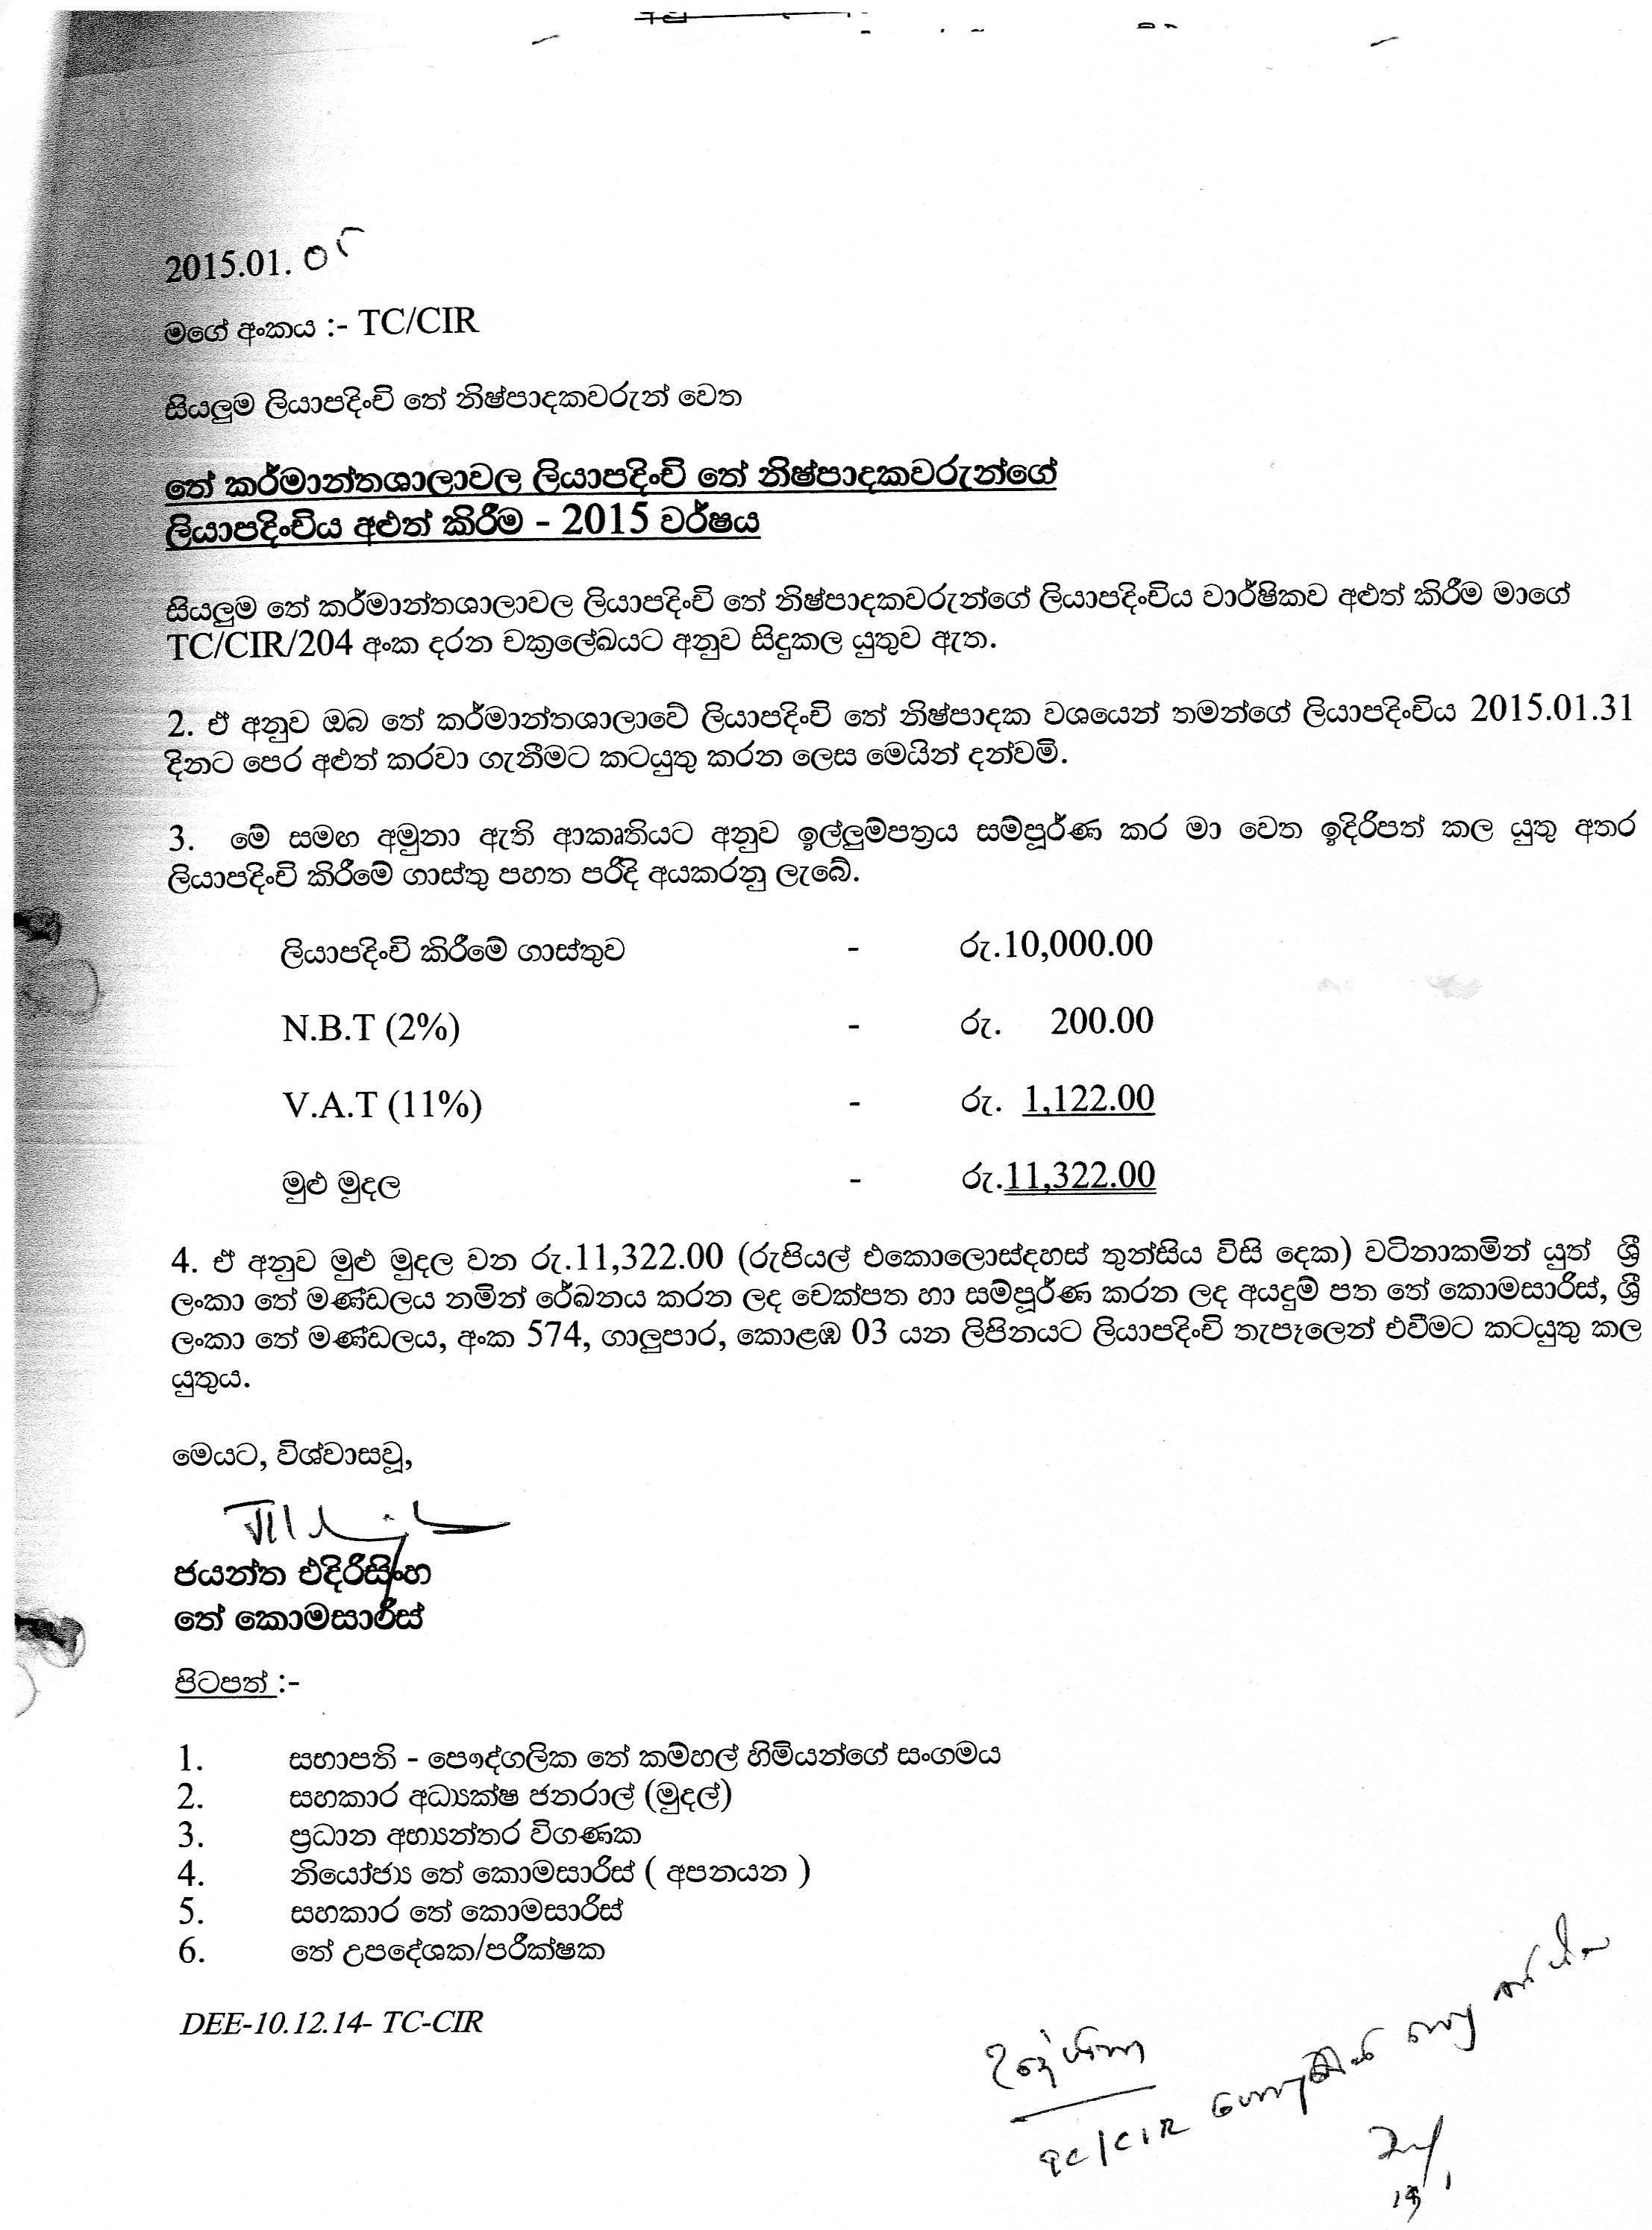 2015.01. 05
මගේ අංකය :- TC/CIR
සියලුම ලියාපදිංචි තේ නිෂ්පාදකවරුන් වෙත
තේ කර්මාන්තශාලාවල ලියාපදිංචි තේ නිෂ්පාදකවරුන්ගේ
ලියාපදිංචිය අළුත් කිරීම - 2015 වර්ෂය
සියලුම තේ කර්මාන්තශාලාවල ලියාපදිංචි තේ නිෂ්පාදකවරුන්ගේ ලියාපදිංචිය වාර්ෂිකව අළුත් කිරීම මාගේ
TC/CIR/204 අංක දරන චක්‍රලේඛයට අනුව සිදුකල යුතුව ඇත.
2. ඒ අනුව ඔබ තේ කර්මාන්තශාලාවේ ලියාපදිංචි තේ නිෂ්පාදක වශයෙන් තමන්ගේ ලියාපදිංචිය 2015.01.31
දිනට පෙර අළුත් කරවා ගැනීමට කටයුතු කරන ලෙස මෙයින් දන්වමි.
3. මේ සමඟ අමුනා ඇති ආකෘතියට අනුව ඉල්ලුම්පත්‍රය සම්පූර්ණ කර මා වෙත ඉදිරිපත් කල යුතු අතර
ලියාපදිංචි කිරීමේ ගාස්තු පහත පරිදි අයකරනු ලැබේ.
ලියාපදිංචි කිරීමේ ගාස්තුව - රු.10,000.00
N.B.T (2%) - රු. 200.00
V.A.T (11%) - රු. 1,122.00
මුළු මුදල - රු.11,322.00
4. ඒ අනුව මුළු මුදල වන රු.11,322.00 (රුපියල් එකොලොස්දහස් තුන්සිය විසි දෙක) වටිනාකමින් යුත් ශ්‍රී
ලංකා තේ මණ්ඩලය නමින් රේඛනය කරන ලද චෙක්පත හා සම්පූර්ණ කරන ලද අයදුම් පත තේ කොමසාරිස්, ශ්‍රී
ලංකා තේ මණ්ඩලය, අංක 574, ගාලුපාර, කොළඹ 03 යන ලිපිනයට ලියාපදිංචි තැපෑලෙන් එවීමට කටයුතු කල
යුතුය.
මෙයට, විශ්වාසවූ,
ජයන්ත එදිරිසිංහ
තේ කොමසාරිස්
පිටපත් :-
1. සභාපති - පෞද්ගලික තේ කම්හල් හිමියන්ගේ සංගමය
2. සහකාර අධ්‍යක්ෂ ජනරාල් (මුදල්)
3. ප්‍රධාන අභ්‍යන්තර විගණක
4. නියෝජ්‍ය තේ කොමසාරිස් ( අපනයන )
5. සහකාර තේ කොමසාරිස්
6. තේ උපදේශක/පරීක්ෂක
DEE-10.12.14- TC-CIR
TC/CIR